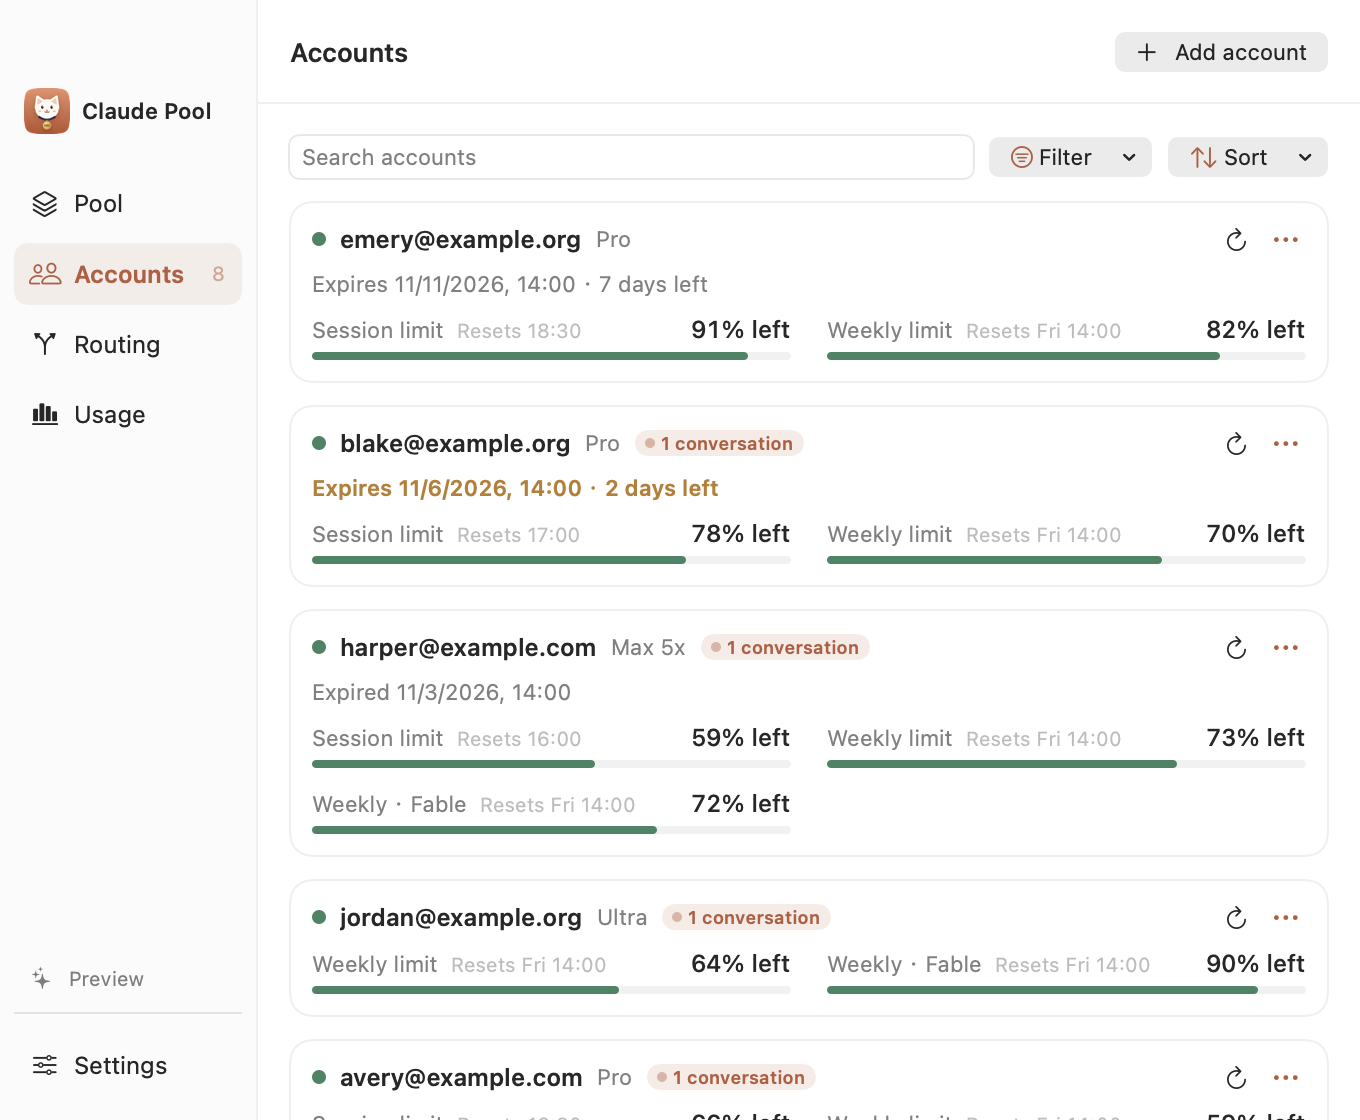 Claude Pool
Pool
Accounts 8
Routing
Usage
Preview
Settings
Accounts
+ Add account
Search accounts
Filter
Sort
emery@example.org Pro
Expires 11/11/2026, 14:00 · 7 days left
Session limit Resets 18:30 91% left
Weekly limit Resets Fri 14:00 82% left
blake@example.org Pro 1 conversation
Expires 11/6/2026, 14:00 · 2 days left
Session limit Resets 17:00 78% left
Weekly limit Resets Fri 14:00 70% left
harper@example.com Max 5x 1 conversation
Expired 11/3/2026, 14:00
Session limit Resets 16:00 59% left
Weekly limit Resets Fri 14:00 73% left
Weekly · Fable Resets Fri 14:00 72% left
jordan@example.org Ultra 1 conversation
Weekly limit Resets Fri 14:00 64% left
Weekly · Fable Resets Fri 14:00 90% left
avery@example.com Pro 1 conversation